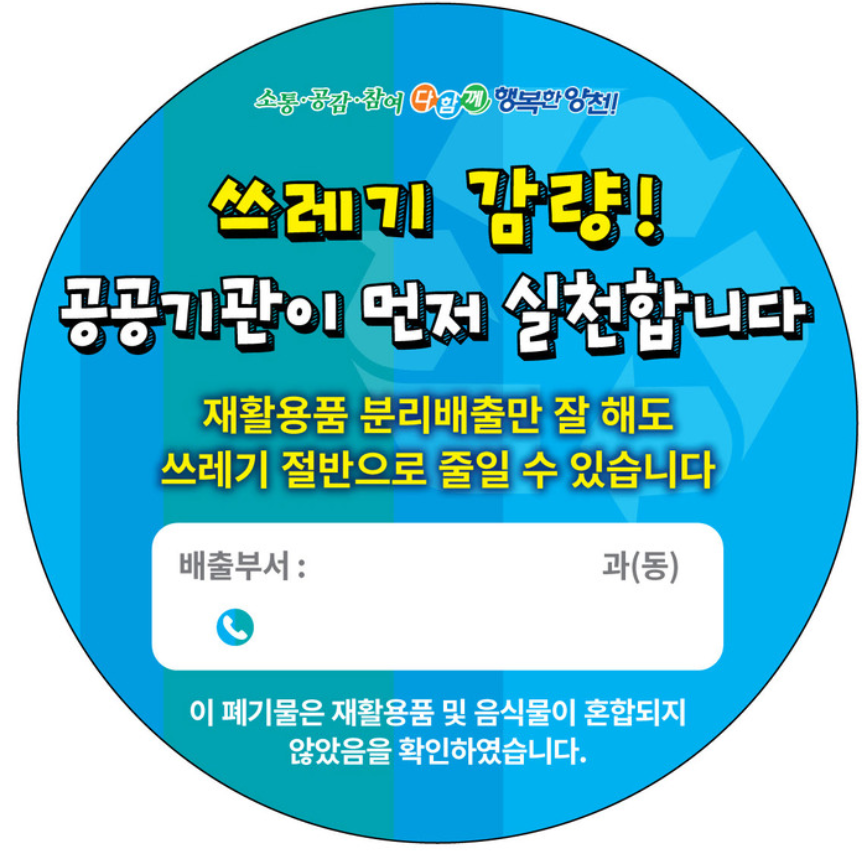 소통·공감·참여 다함께 행복한 양천!
쓰레기 감량!
공공기관이 먼저 실천합니다
재활용품 분리배출만 잘 해도
쓰레기 절반으로 줄일 수 있습니다
배출부서 : 과(동)
이 폐기물은 재활용품 및 음식물이 혼합되지
않았음을 확인하였습니다.